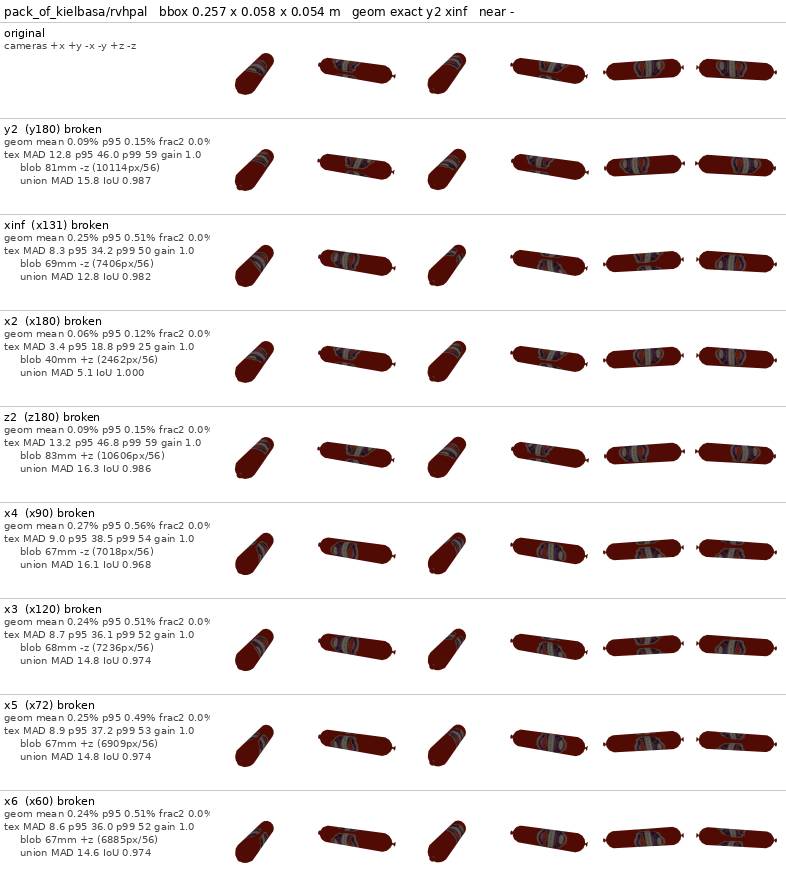 pack_of_kielbasa/rvhpal   bbox 0.257 x 0.058 x 0.054 m   geom exact y2 xinf   near -
original
cameras +x +y -x -y +z -z
y2  (y180) broken
geom mean 0.09% p95 0.15% frac2 0.0%
tex MAD 12.8 p95 46.0 p99 59 gain 1.0
blob 81mm -z (10114px/56)
union MAD 15.8 IoU 0.987
xinf  (x131) broken
geom mean 0.25% p95 0.51% frac2 0.0%
tex MAD 8.3 p95 34.2 p99 50 gain 1.0
blob 69mm -z (7406px/56)
union MAD 12.8 IoU 0.982
x2  (x180) broken
geom mean 0.06% p95 0.12% frac2 0.0%
tex MAD 3.4 p95 18.8 p99 25 gain 1.0
blob 40mm +z (2462px/56)
union MAD 5.1 IoU 1.000
z2  (z180) broken
geom mean 0.09% p95 0.15% frac2 0.0%
tex MAD 13.2 p95 46.8 p99 59 gain 1.0
blob 83mm +z (10606px/56)
union MAD 16.3 IoU 0.986
x4  (x90) broken
geom mean 0.27% p95 0.56% frac2 0.0%
tex MAD 9.0 p95 38.5 p99 54 gain 1.0
blob 67mm -z (7018px/56)
union MAD 16.1 IoU 0.968
x3  (x120) broken
geom mean 0.24% p95 0.51% frac2 0.0%
tex MAD 8.7 p95 36.1 p99 52 gain 1.0
blob 68mm -z (7236px/56)
union MAD 14.8 IoU 0.974
x5  (x72) broken
geom mean 0.25% p95 0.49% frac2 0.0%
tex MAD 8.9 p95 37.2 p99 53 gain 1.0
blob 67mm +z (6909px/56)
union MAD 14.6 IoU 0.974
x6  (x60) broken
geom mean 0.24% p95 0.51% frac2 0.0%
tex MAD 8.6 p95 36.0 p99 52 gain 1.0
blob 67mm +z (6885px/56)
union MAD 14.6 IoU 0.974